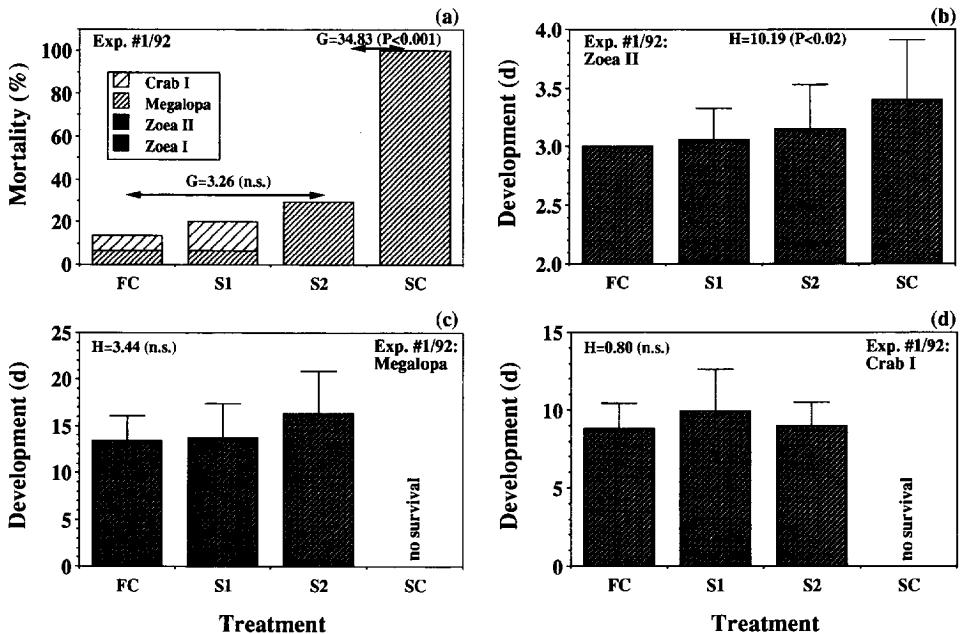 (a)
G=34.83 (P<0.001)
Exp. #1/92
Crab I
Megalopa
Zoea II
Zoea I
G=3.26 (n.s.)
Mortality (%)
100
80
60
40
20
0
FC S1 S2 SC
(b)
Exp. #1/92:
Zoea II
H=10.19 (P<0.02)
Development (d)
4.0
3.5
3.0
2.5
2.0
FC S1 S2 SC
(c)
H=3.44 (n.s.)
Exp. #1/92:
Megalopa
Development (d)
25
20
15
10
5
0
no survival
FC S1 S2 SC
Treatment
(d)
H=0.80 (n.s.)
Exp. #1/92:
Crab I
Development (d)
15
10
5
0
no survival
FC S1 S2 SC
Treatment